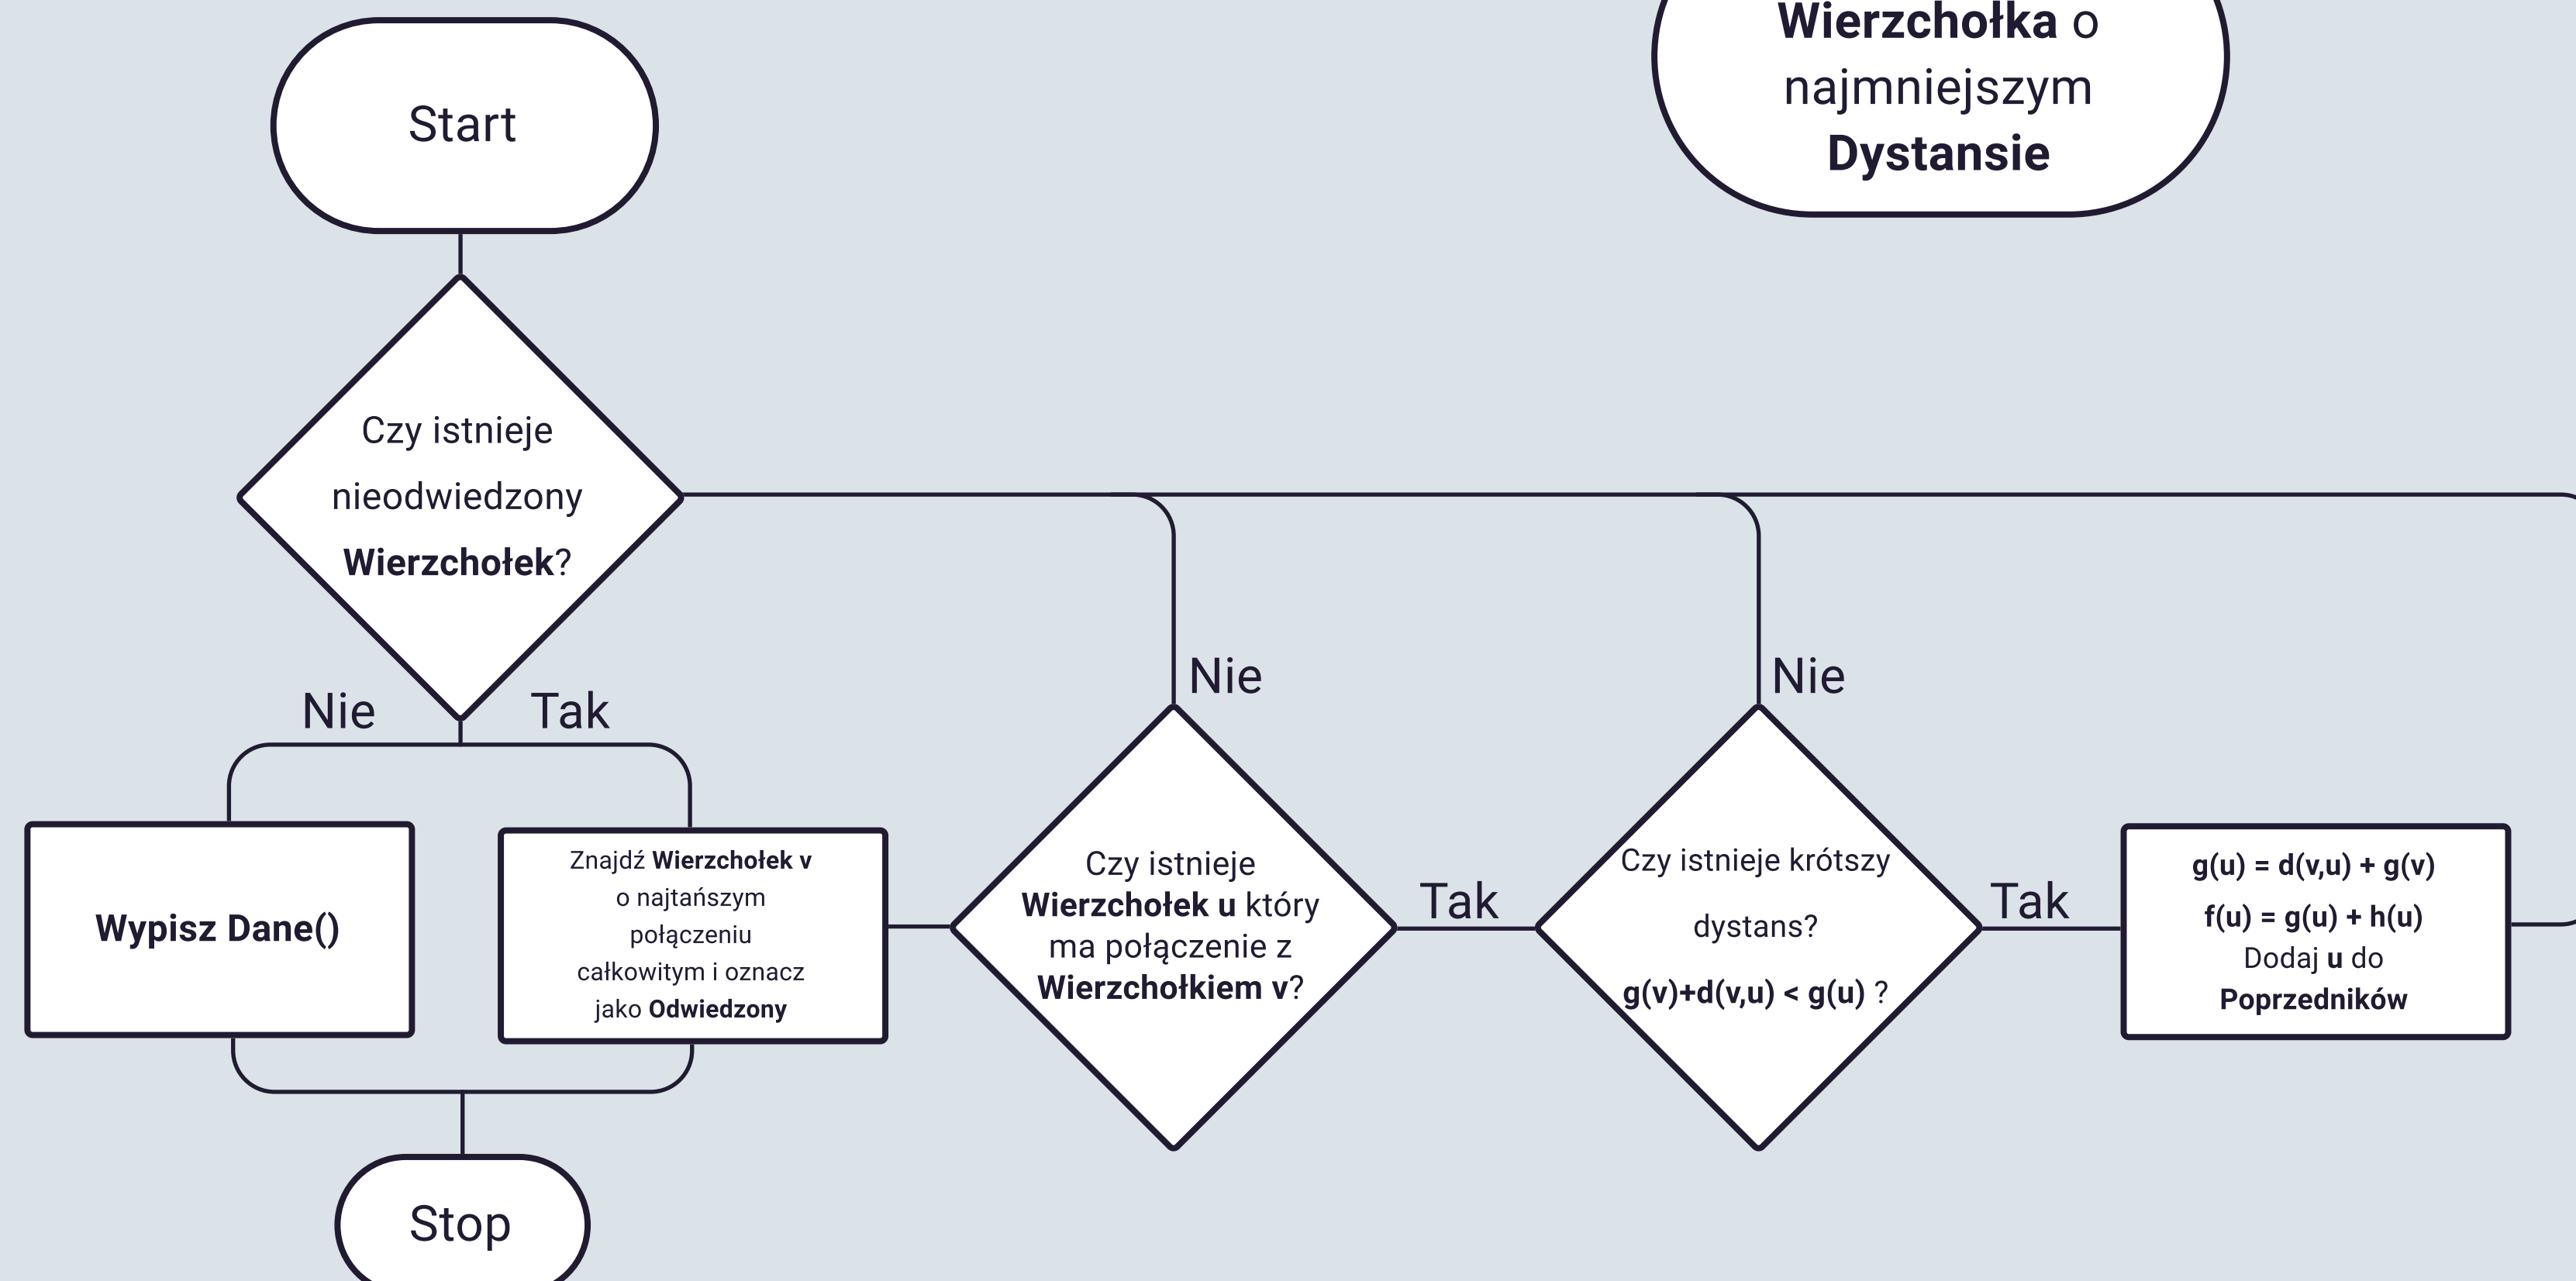 Start
Wierzchołka o
najmniejszym
Dystansie
Czy istnieje
nieodwiedzony
Wierzchołek?
Nie
Tak
Nie
Nie
Wypisz Dane()
Znajdź Wierzchołek v
o najtańszym
połączeniu
całkowitym i oznacz
jako Odwiedzony
Czy istnieje
Wierzchołek u który
ma połączenie z
Wierzchołkiem v?
Tak
Czy istnieje krótszy
dystans?
g(v)+d(v,u) < g(u) ?
Tak
g(u) = d(v,u) + g(v)
f(u) = g(u) + h(u)
Dodaj u do
Poprzedników
Stop